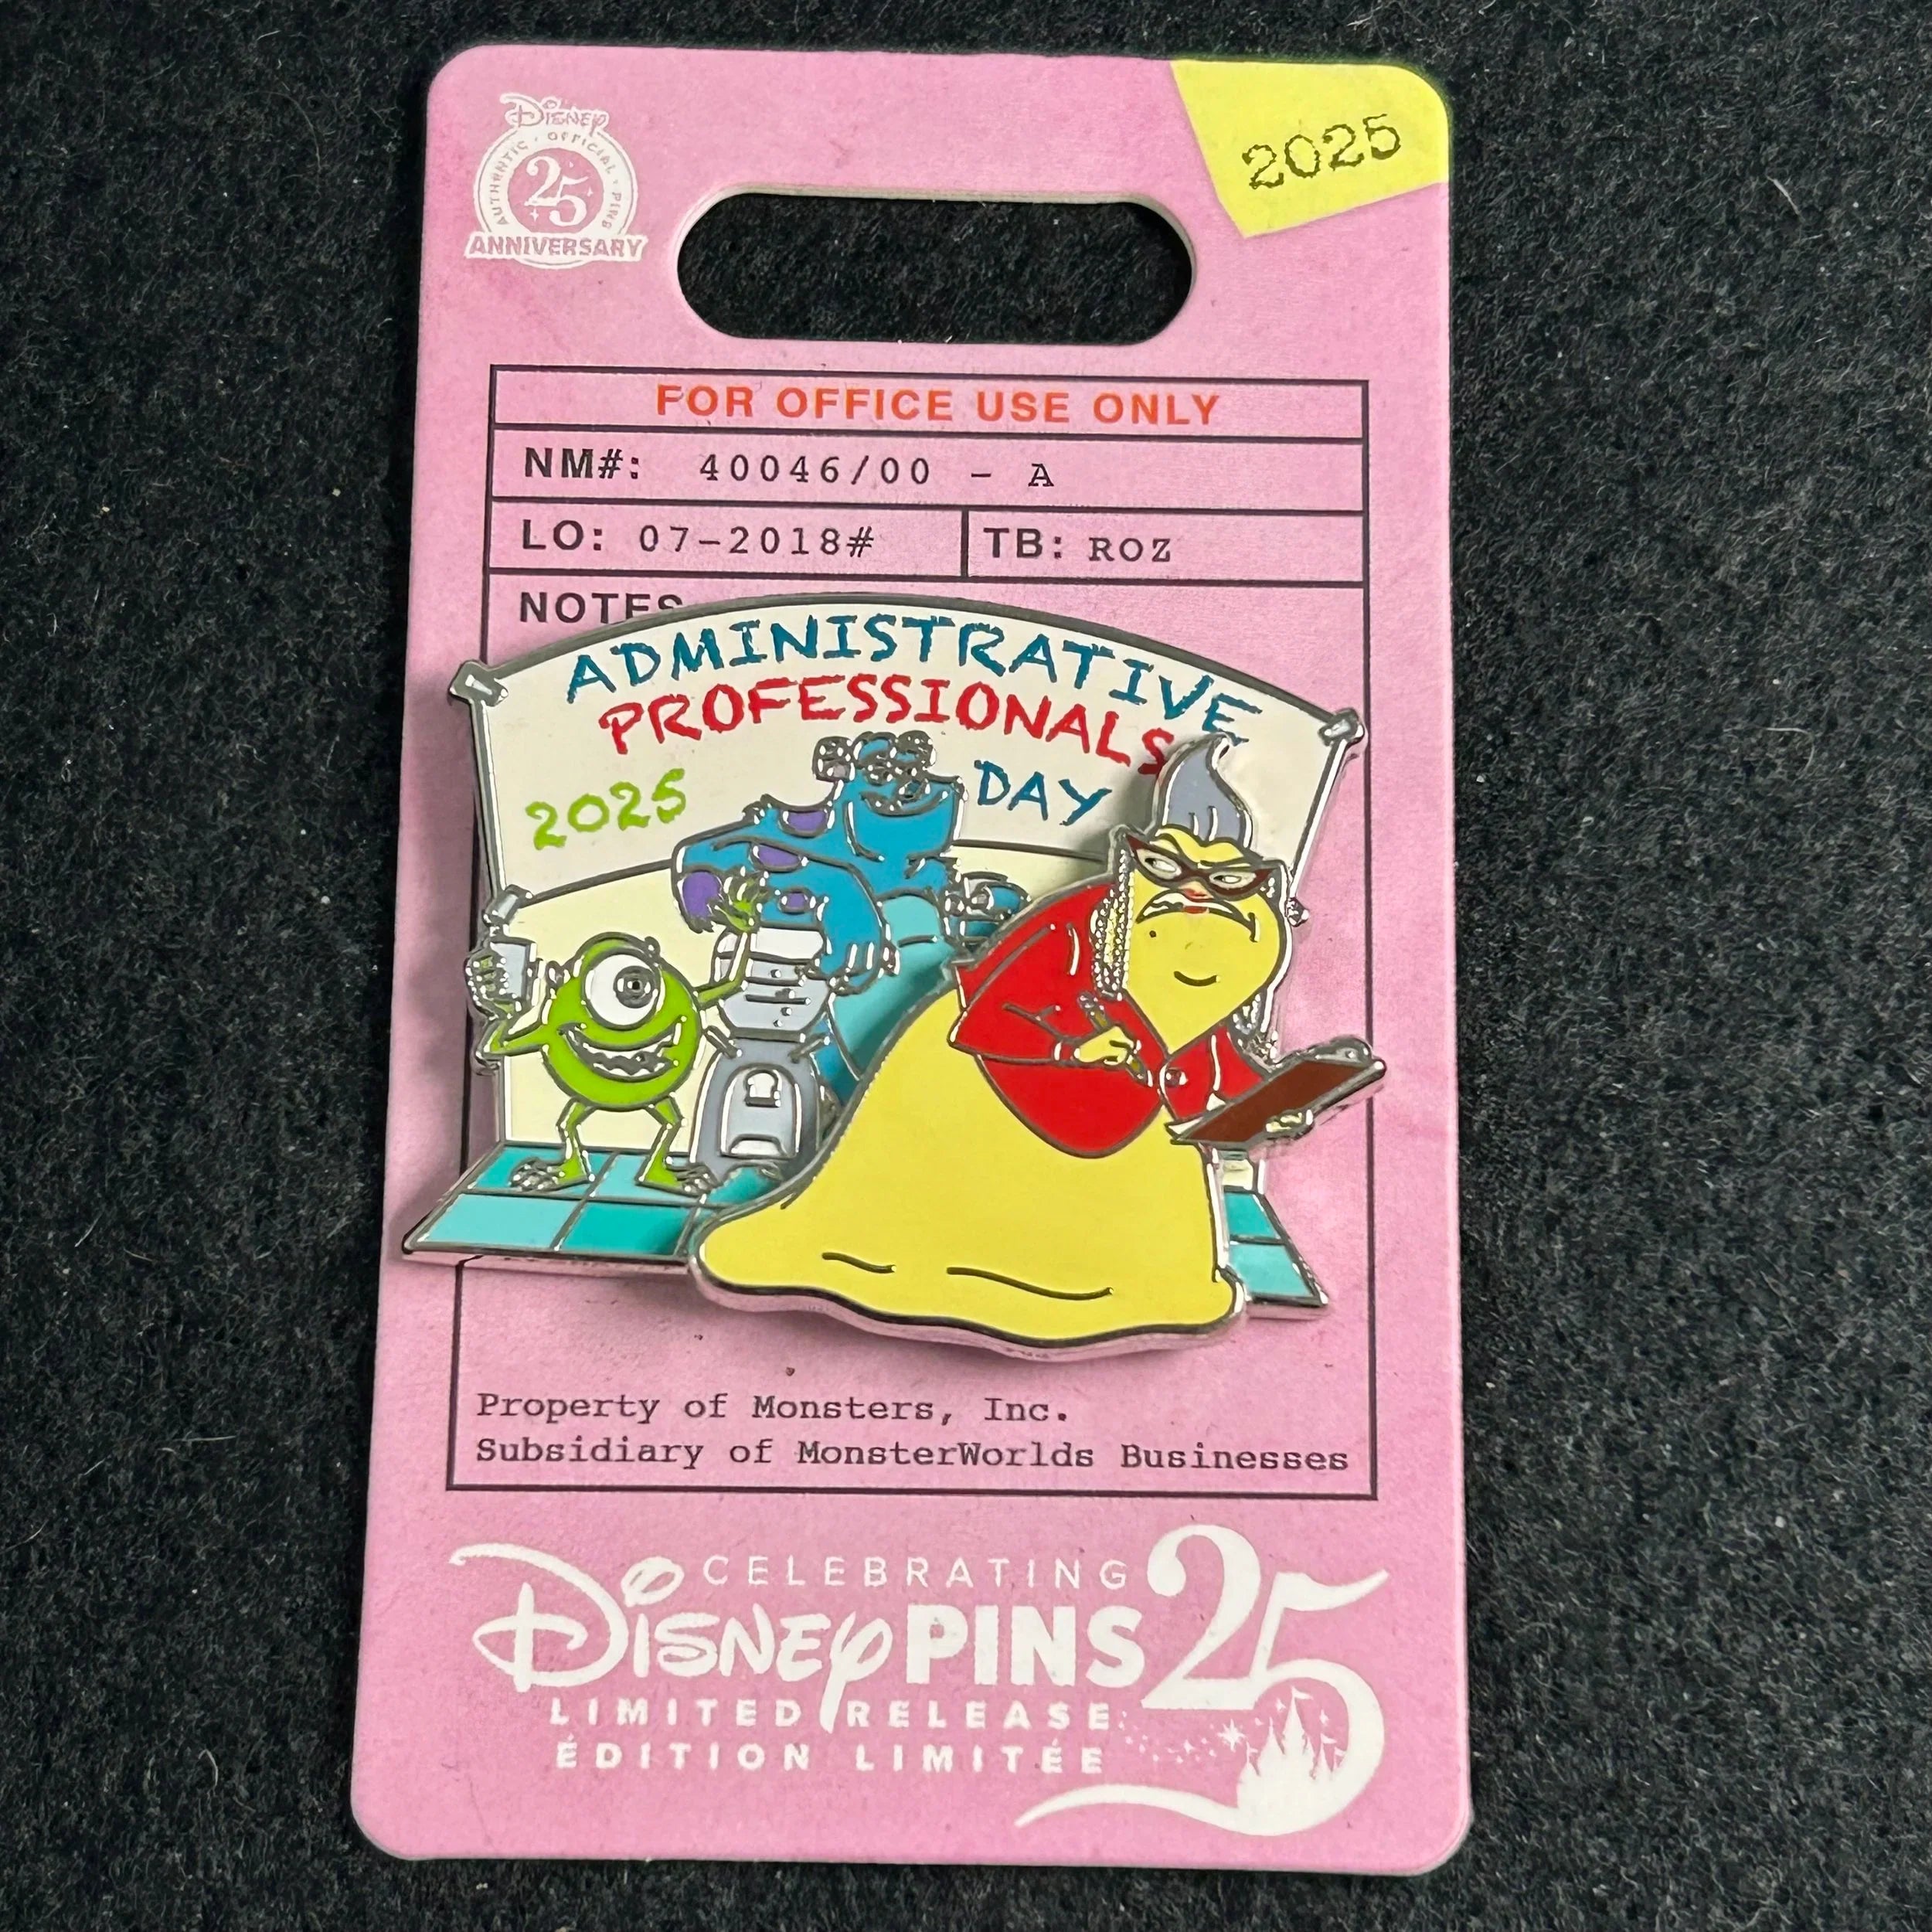 Disney
AUTHENTIC · OFFICIAL · PINS
25
ANNIVERSARY
2025
FOR OFFICE USE ONLY
NM#: 40046/00 - A
LO: 07-2018#
TB: ROZ
NOTES
ADMINISTRATIVE
PROFESSIONALS
2025
DAY
Property of Monsters, Inc.
Subsidiary of MonsterWorlds Businesses
CELEBRATING
Disney PINS 25
LIMITED RELEASE
ÉDITION LIMITÉE